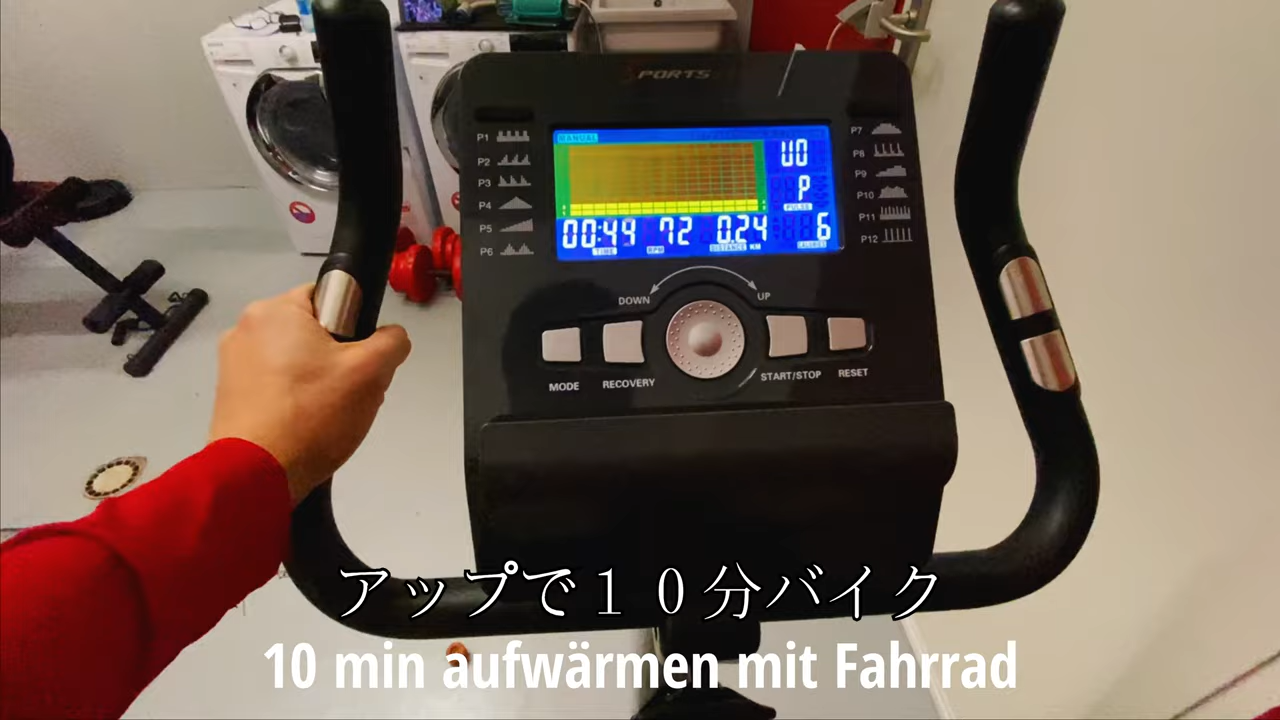 PORTS
MANUAL
UO
P
PULSE
00:49 72 0.24 6
TIME RPM DISTANCE KM CALORIES
P1
P2
P3
P4
P5
P6
P7
P8
P9
P10
P11
P12
DOWN UP
MODE RECOVERY START/STOP RESET
アップで１０分バイク
10 min aufwärmen mit Fahrrad